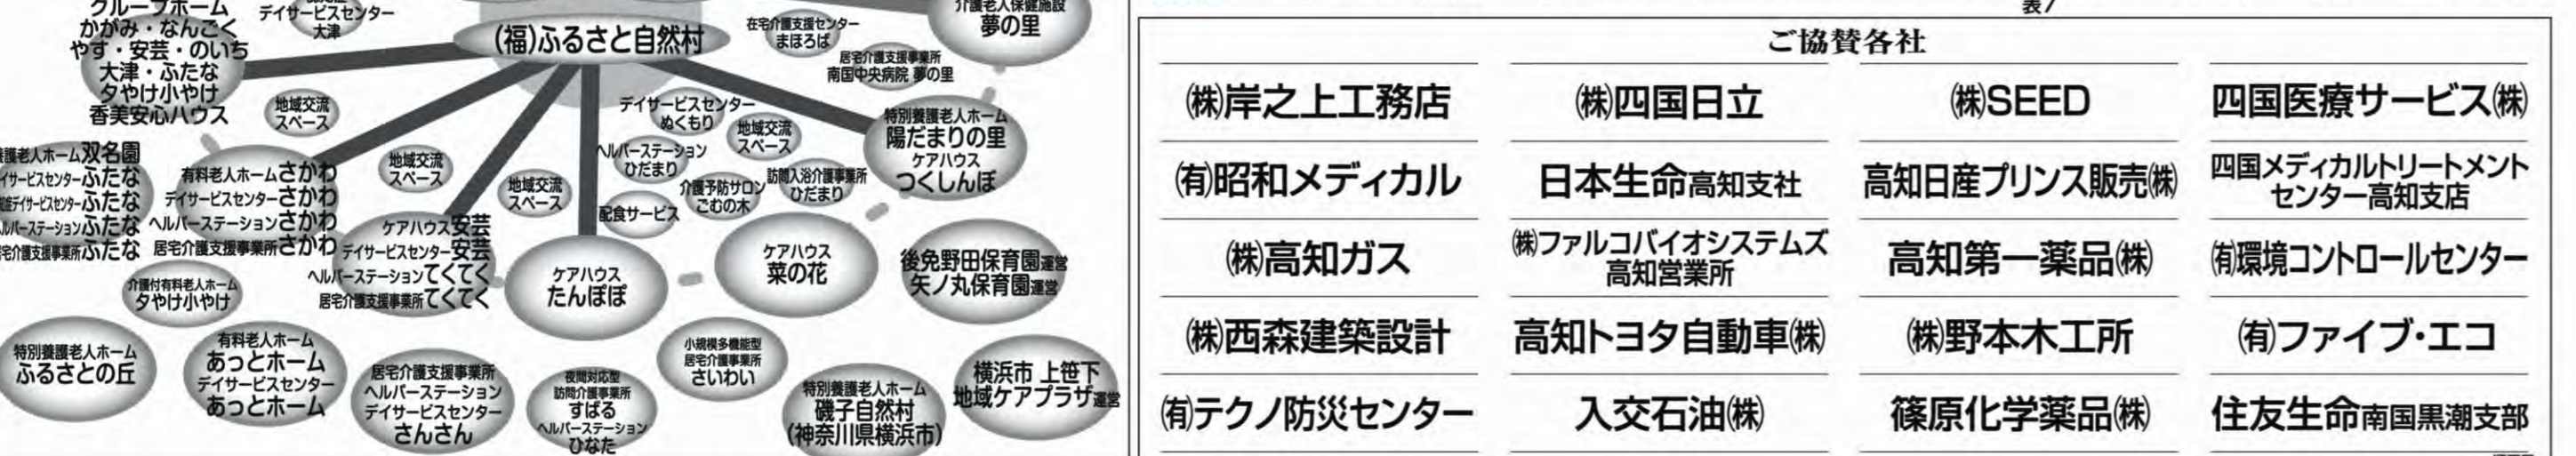 グループホーム
かがみ・なんごく
やす・安芸・のいち
大津・ふたな
夕やけ小やけ
香美安心ハウス
デイサービスセンター
大津
(福)ふるさと自然村
在宅介護支援センター
まほろば
居宅介護支援事業所
南国中央病院 夢の里
介護老人保健施設
夢の里
地域交流
スペース
デイサービスセンター
ぬくもり
地域交流
スペース
特別養護老人ホーム
陽だまりの里
ケアハウス
つくしんぼ
ヘルパーステーション
ひだまり
介護予防サロン
ごむの木
訪問入浴介護事業所
ひだまり
配食サービス
地域交流
スペース
地域交流
スペース
養護老人ホーム双名園
デイサービスセンターふたな
デイサービスセンターふたな
ヘルパーステーションふたな
居宅介護支援事業所ふたな
有料老人ホームさかわ
デイサービスセンターさかわ
ヘルパーステーションさかわ
居宅介護支援事業所さかわ
ケアハウス安芸
デイサービスセンター安芸
ヘルパーステーションてくてく
居宅介護支援事業所てくてく
介護付有料老人ホーム
夕やけ小やけ
ケアハウス
たんぽぽ
ケアハウス
菜の花
後免野田保育園運営
矢ノ丸保育園運営
特別養護老人ホーム
ふるさとの丘
有料老人ホーム
あっとホーム
デイサービスセンター
あっとホーム
居宅介護支援事業所
ヘルパーステーション
デイサービスセンター
さんさん
夜間対応型
訪問介護事業所
すばる
ヘルパーステーション
ひなた
小規模多機能型
居宅介護事業所
さいわい
特別養護老人ホーム
磯子自然村
(神奈川県横浜市)
横浜市 上笹下
地域ケアプラザ運営
表7
ご協賛各社
㈱岸之上工務店
㈱四国日立
㈱SEED
四国医療サービス㈱
㈲昭和メディカル
日本生命高知支社
高知日産プリンス販売㈱
四国メディカルトリートメント
センター高知支店
㈱高知ガス
㈱ファルコバイオシステムズ
高知営業所
高知第一薬品㈱
㈲環境コントロールセンター
㈱西森建築設計
高知トヨタ自動車㈱
㈱野本木工所
㈲ファイブ・エコ
㈲テクノ防災センター
入交石油㈱
篠原化学薬品㈱
住友生命南国黒潮支部